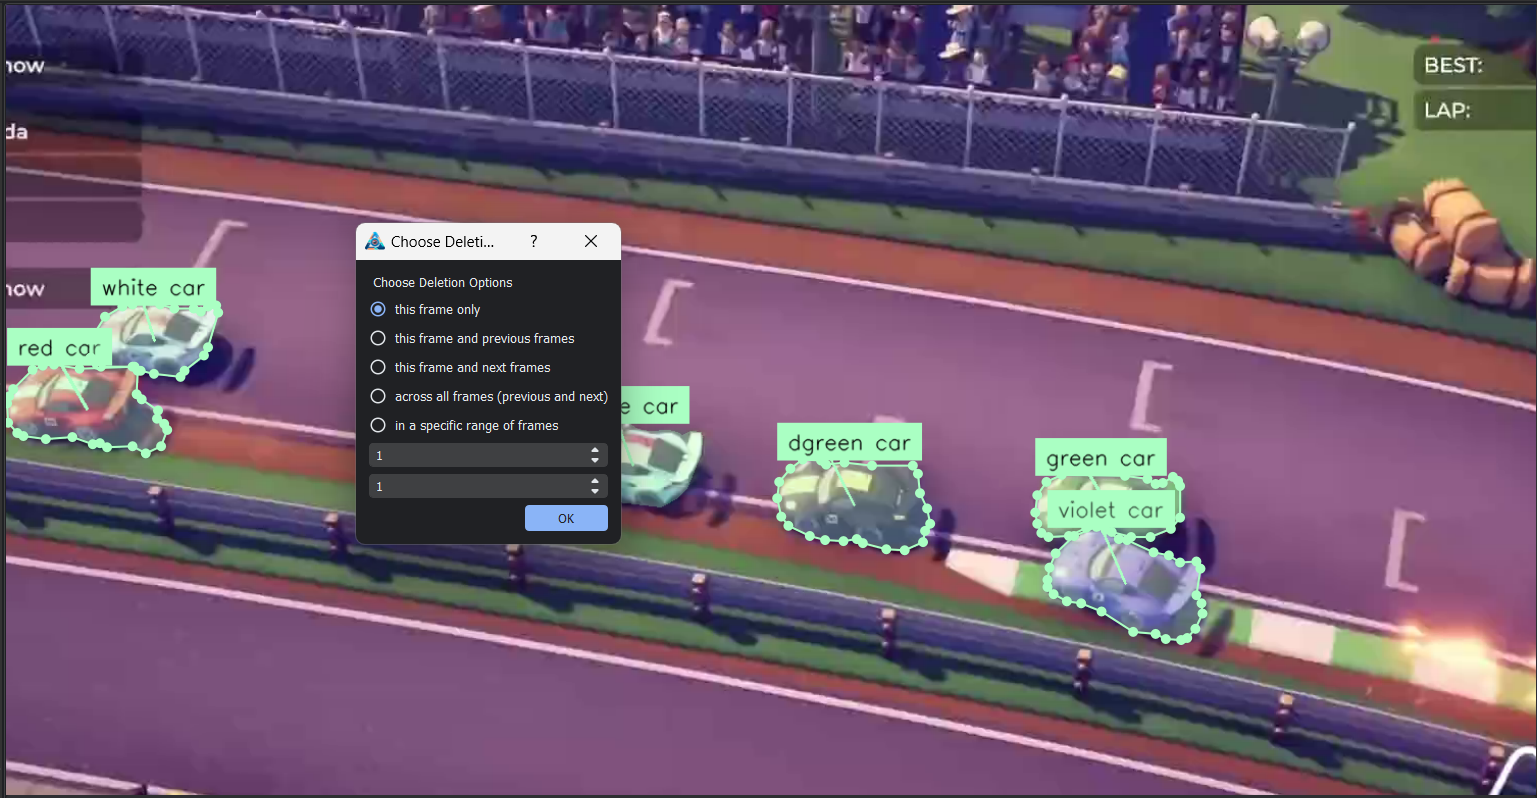 now
da
BEST:
LAP:
now
white car
red car
Choose Deleti...
?
Choose Deletion Options
this frame only
this frame and previous frames
this frame and next frames
across all frames (previous and next)
in a specific range of frames
1
1
OK
e car
dgreen car
green car
violet car